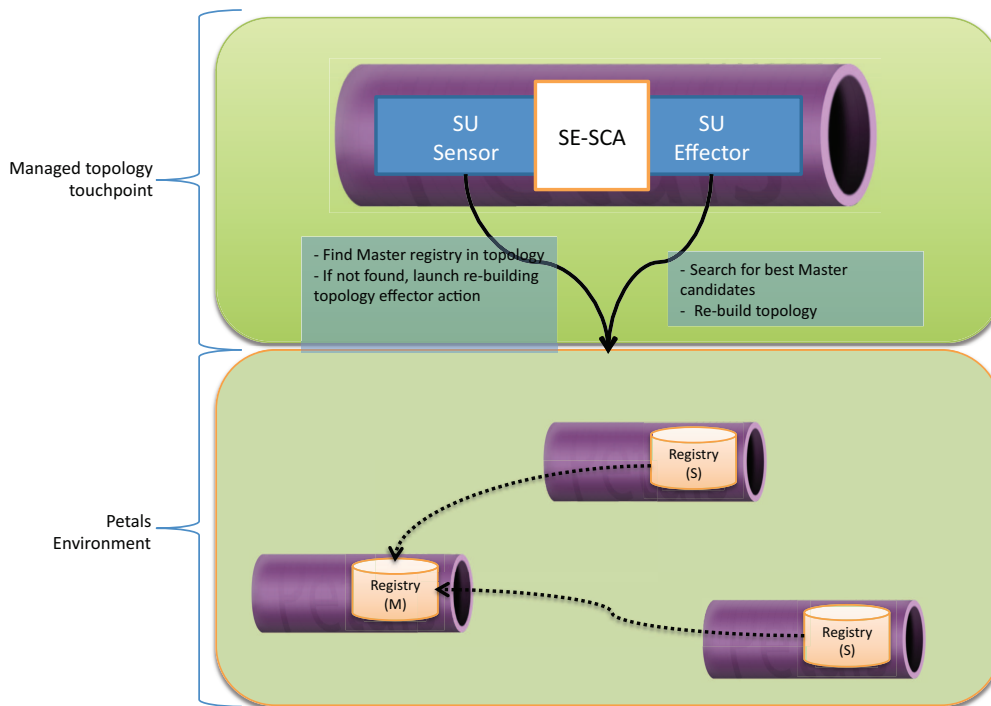 Managed topology
touchpoint
SU
Sensor
SE-SCA
SU
Effector
- Find Master registry in topology
- If not found, launch re-building
topology effector action
- Search for best Master
candidates
- Re-build topology
Petals
Environment
Registry
(S)
Registry
(M)
Registry
(S)